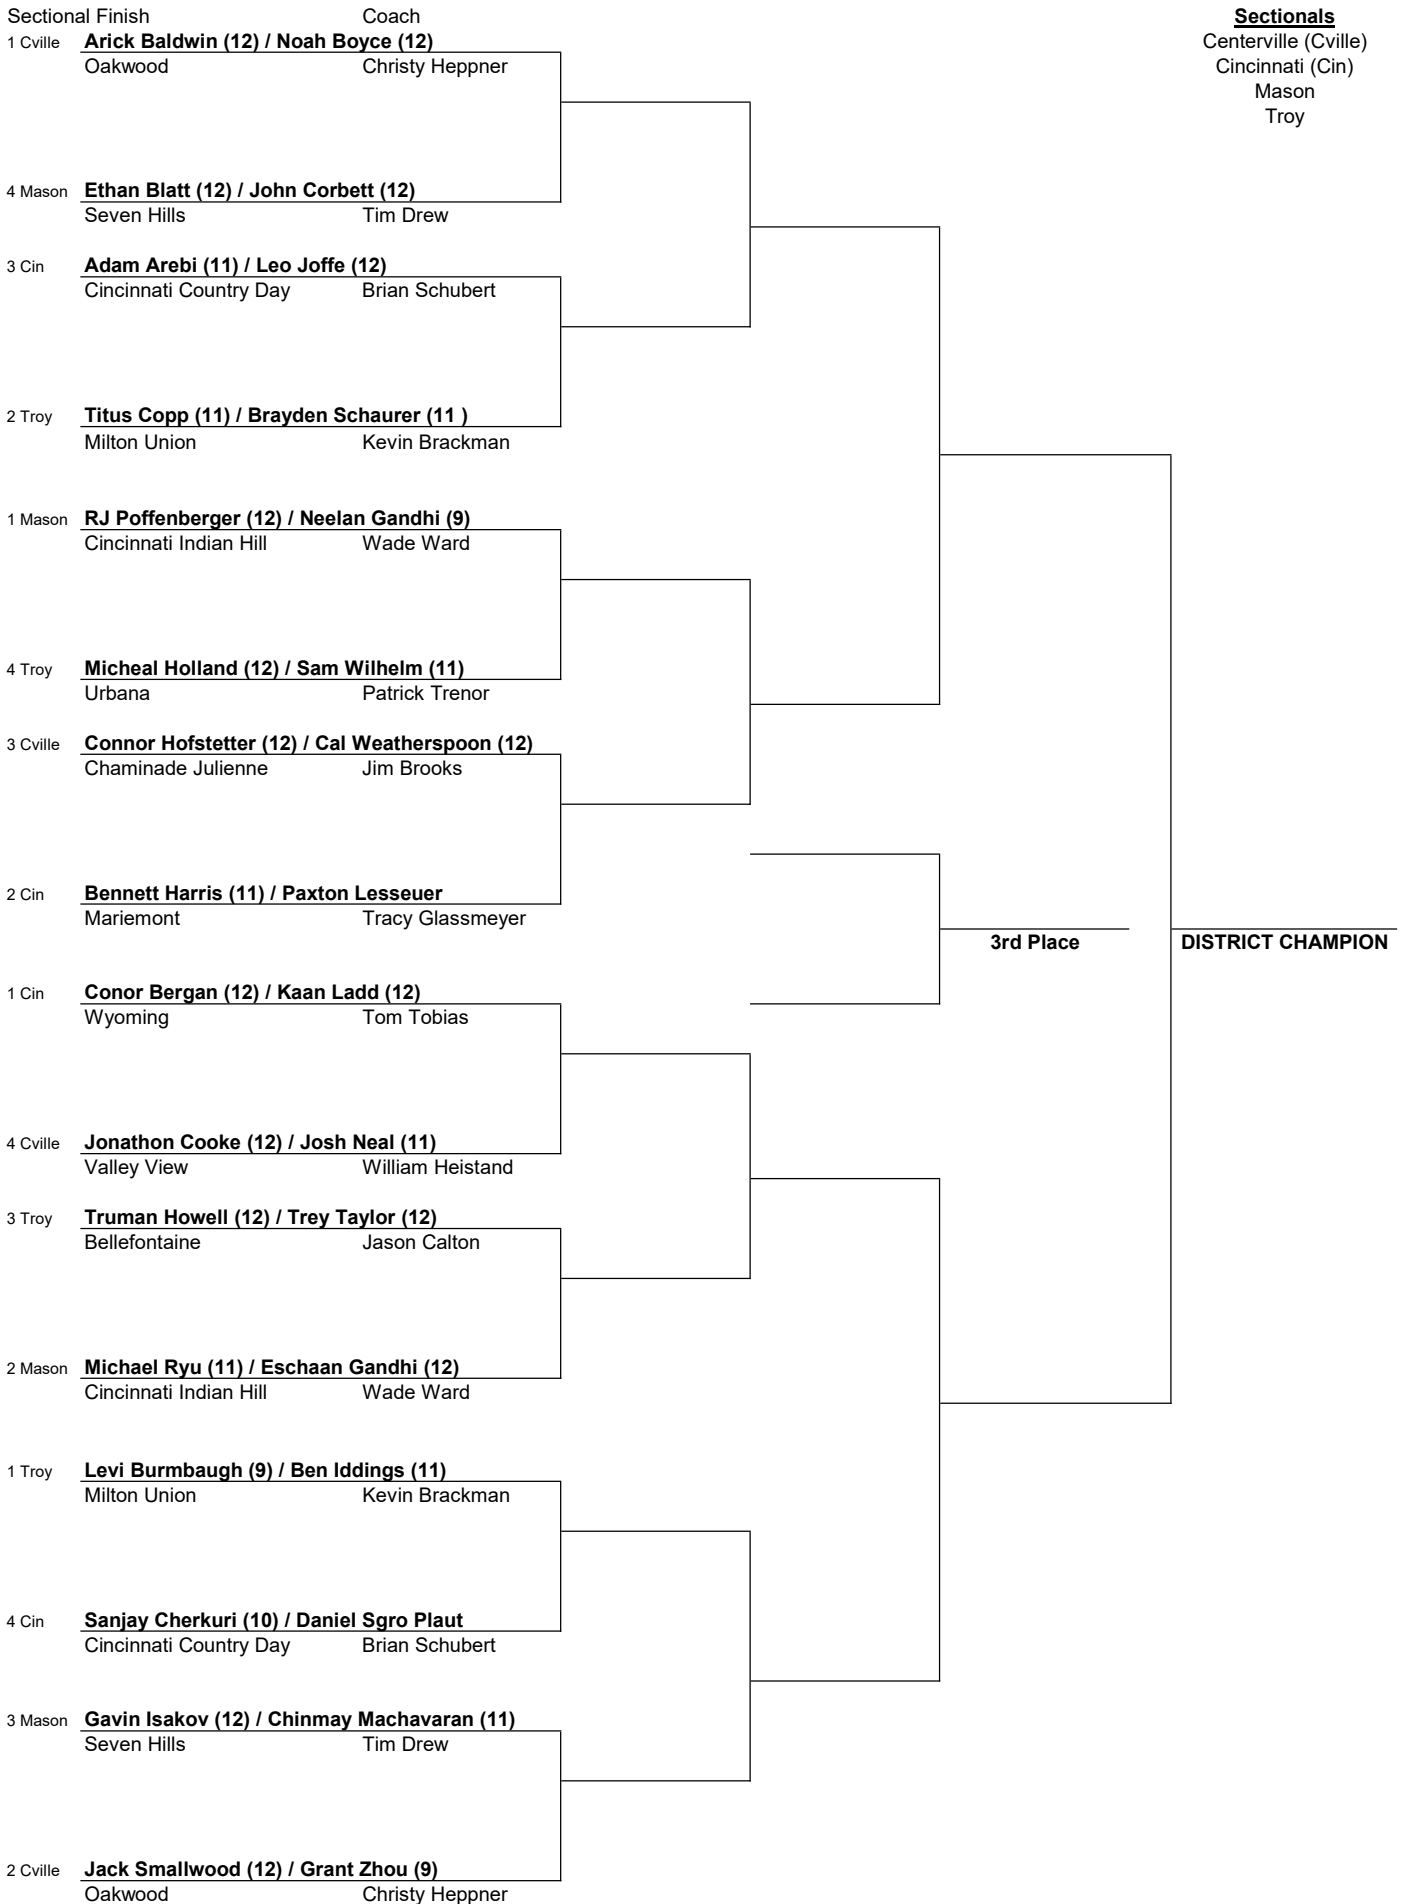 Sectional Finish Coach
Sectionals
1 Cville Arick Baldwin (12) / Noah Boyce (12)
Centerville (Cville)
Oakwood Christy Heppner
Cincinnati (Cin)
Mason
Troy
4 Mason Ethan Blatt (12) / John Corbett (12)
Seven Hills Tim Drew
3 Cin Adam Arebi (11) / Leo Joffe (12)
Cincinnati Country Day Brian Schubert
2 Troy Titus Copp (11) / Brayden Schaurer (11 )
Milton Union Kevin Brackman
1 Mason RJ Poffenberger (12) / Neelan Gandhi (9)
Cincinnati Indian Hill Wade Ward
4 Troy Micheal Holland (12) / Sam Wilhelm (11)
Urbana Patrick Trenor
3 Cville Connor Hofstetter (12) / Cal Weatherspoon (12)
Chaminade Julienne Jim Brooks
2 Cin Bennett Harris (11) / Paxton Lesseuer
Mariemont Tracy Glassmeyer
3rd Place DISTRICT CHAMPION
1 Cin Conor Bergan (12) / Kaan Ladd (12)
Wyoming Tom Tobias
4 Cville Jonathon Cooke (12) / Josh Neal (11)
Valley View William Heistand
3 Troy Truman Howell (12) / Trey Taylor (12)
Bellefontaine Jason Calton
2 Mason Michael Ryu (11) / Eschaan Gandhi (12)
Cincinnati Indian Hill Wade Ward
1 Troy Levi Burmbaugh (9) / Ben Iddings (11)
Milton Union Kevin Brackman
4 Cin Sanjay Cherkuri (10) / Daniel Sgro Plaut
Cincinnati Country Day Brian Schubert
3 Mason Gavin Isakov (12) / Chinmay Machavaran (11)
Seven Hills Tim Drew
2 Cville Jack Smallwood (12) / Grant Zhou (9)
Oakwood Christy Heppner